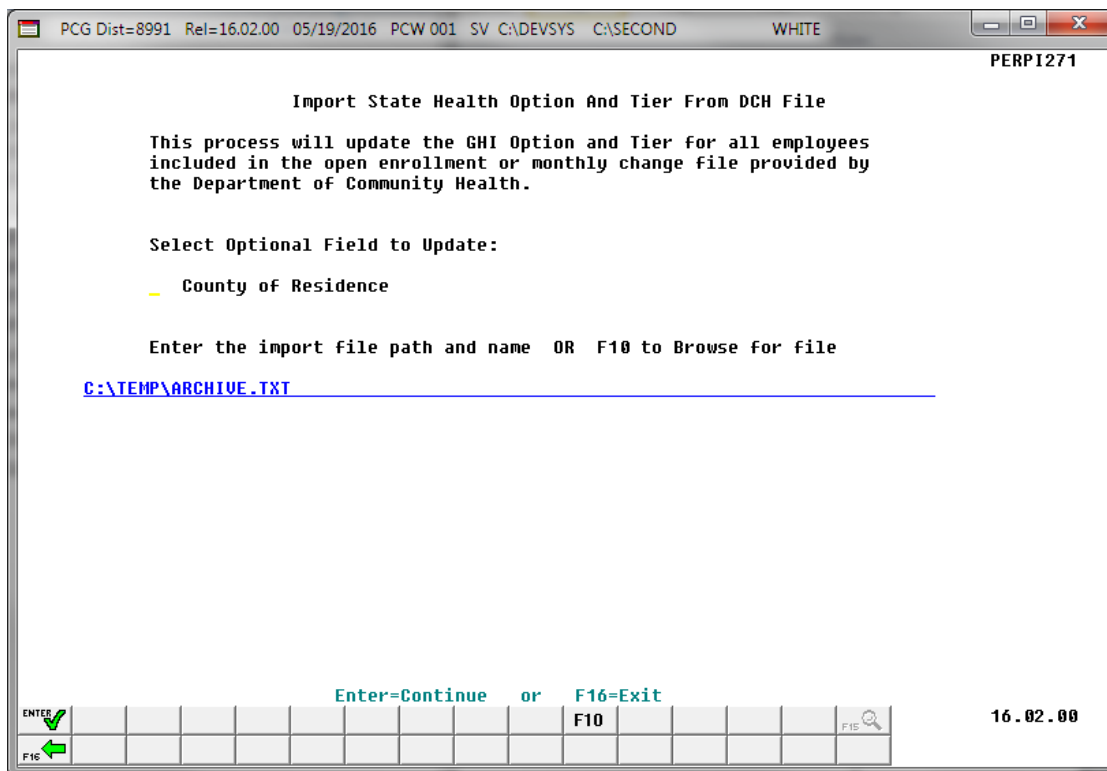 PCG Dist=8991 Rel=16.02.00 05/19/2016 PCW 001 SV C:\DEVSYS C:\SECOND WHITE
PERPI271
Import State Health Option And Tier From DCH File
This process will update the GHI Option and Tier for all employees
included in the open enrollment or monthly change file provided by
the Department of Community Health.
Select Optional Field to Update:
_ County of Residence
Enter the import file path and name OR F10 to Browse for file
C:\TEMP\ARCHIVE.TXT
Enter=Continue or F16=Exit
ENTER F10 F15 16.02.00
F16